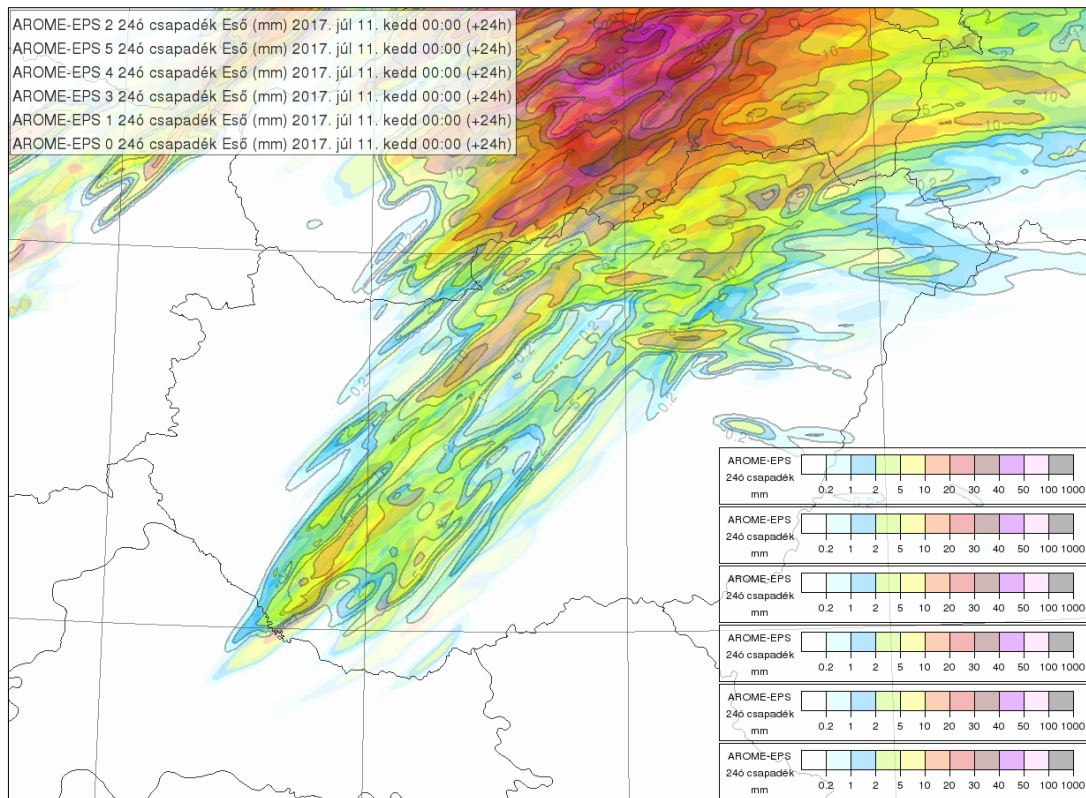 AROME-EPS 2 24ó csapadék Eső (mm) 2017. júl 11. kedd 00:00 (+24h)
AROME-EPS 5 24ó csapadék Eső (mm) 2017. júl 11. kedd 00:00 (+24h)
AROME-EPS 4 24ó csapadék Eső (mm) 2017. júl 11. kedd 00:00 (+24h)
AROME-EPS 3 24ó csapadék Eső (mm) 2017. júl 11. kedd 00:00 (+24h)
AROME-EPS 1 24ó csapadék Eső (mm) 2017. júl 11. kedd 00:00 (+24h)
AROME-EPS 0 24ó csapadék Eső (mm) 2017. júl 11. kedd 00:00 (+24h)
AROME-EPS
24ó csapadék
mm
0.2 1 2 5 10 20 30 40 50 100 1000
AROME-EPS
24ó csapadék
mm
0.2 1 2 5 10 20 30 40 50 100 1000
AROME-EPS
24ó csapadék
mm
0.2 1 2 5 10 20 30 40 50 100 1000
AROME-EPS
24ó csapadék
mm
0.2 1 2 5 10 20 30 40 50 100 1000
AROME-EPS
24ó csapadék
mm
0.2 1 2 5 10 20 30 40 50 100 1000
AROME-EPS
24ó csapadék
mm
0.2 1 2 5 10 20 30 40 50 100 1000